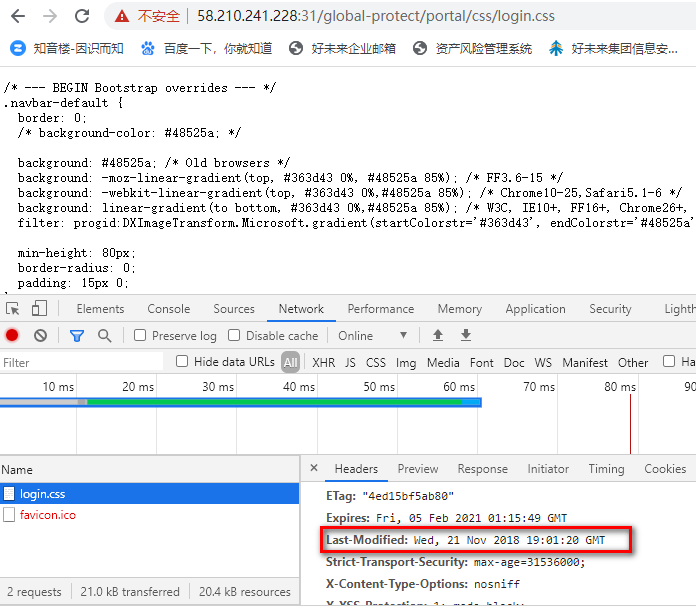 不安全 58.210.241.228:31/global-protect/portal/css/login.css
知音楼-因识而知 百度一下，你就知道 好未来企业邮箱 资产风险管理系统 好未来集团信息安...
/* --- BEGIN Bootstrap overrides --- */
.navbar-default {
border: 0;
/* background-color: #48525a; */
background: #48525a; /* Old browsers */
background: -moz-linear-gradient(top, #363d43 0%, #48525a 85%); /* FF3.6-15 */
background: -webkit-linear-gradient(top, #363d43 0%,#48525a 85%); /* Chrome10-25,Safari5.1-6 */
background: linear-gradient(to bottom, #363d43 0%,#48525a 85%); /* W3C, IE10+, FF16+, Chrome26+,
filter: progid:DXImageTransform.Microsoft.gradient(startColorstr='#363d43', endColorstr='#48525a'
min-height: 80px;
border-radius: 0;
padding: 15px 0;
Elements Console Sources Network Performance Memory Application Security Lighth
Preserve log Disable cache Online
Filter Hide data URLs All XHR JS CSS Img Media Font Doc WS Manifest Other Ha
10 ms 20 ms 30 ms 40 ms 50 ms 60 ms 70 ms 80 ms 90
Name × Headers Preview Response Initiator Timing Cookies
login.css
favicon.ico
ETag: "4ed15bf5ab80"
Expires: Fri, 05 Feb 2021 01:15:49 GMT
Last-Modified: Wed, 21 Nov 2018 19:01:20 GMT
Strict-Transport-Security: max-age=31536000;
X-Content-Type-Options: nosniff
2 requests 21.0 kB transferred 20.4 kB resources